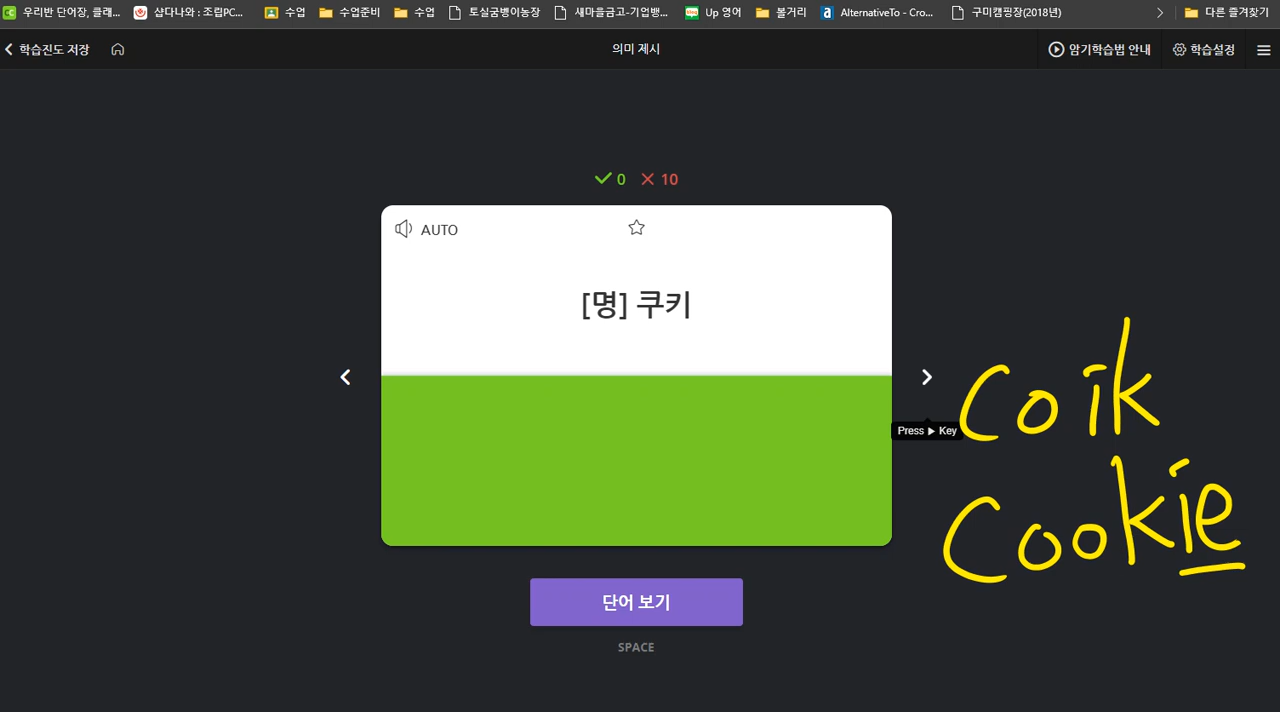 우리반 단어장, 클래... 샵다나와 : 조립PC... 수업 수업준비 수업 토실굼벵이농장 새마을금고-기업뱅... Up 영어 볼거리 AlternativeTo - Cro... 구미캠핑장(2018년) 다른 즐겨찾기
학습진도 저장 의미 제시 암기학습법 안내 학습설정
0 10
AUTO
[명] 쿠키
Coik
Press ▶ Key
Cookie
단어 보기
SPACE